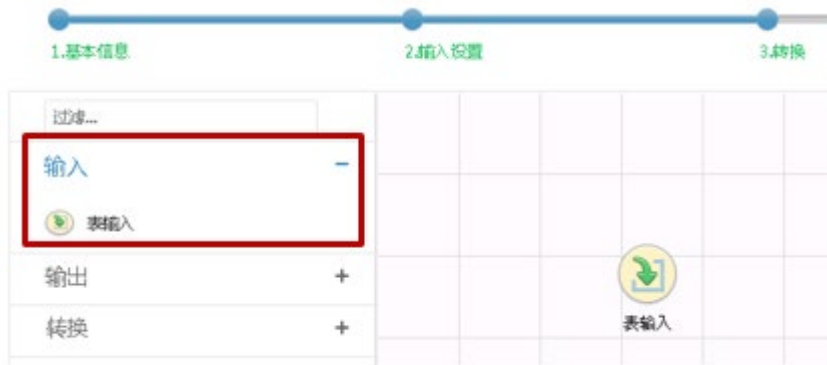 1.基本信息
2.输入设置
3.转换
过滤...
输入 −
表输入
输出 +
转换 +
表输入